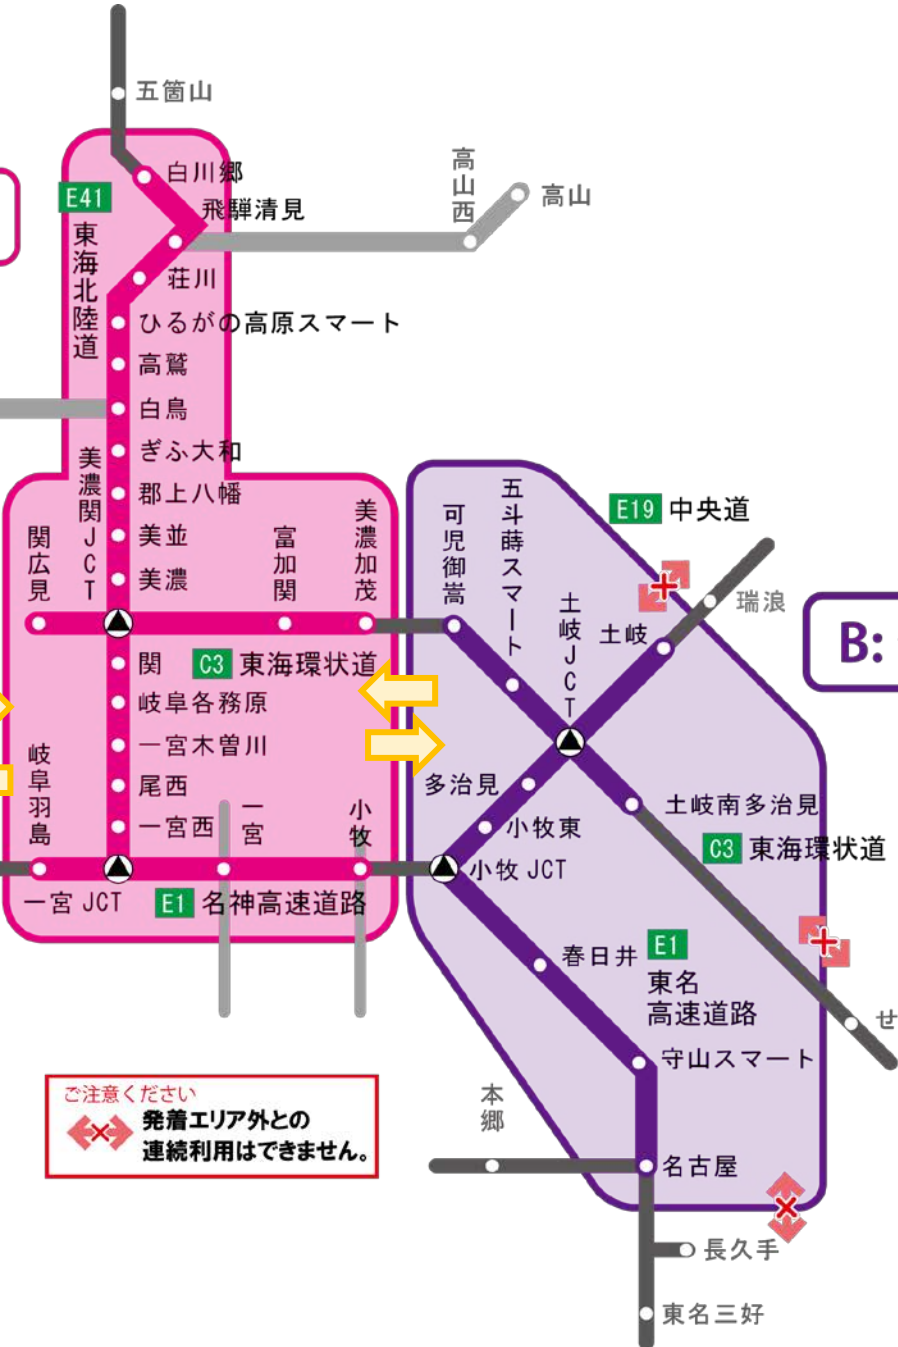 五箇山
白川郷
E41
東海北陸道
飛騨清見
高山西
高山
荘川
ひるがの高原スマート
高鷲
白鳥
ぎふ大和
郡上八幡
美並
美濃
美濃関JCT
関広見
富加関
美濃加茂
可児御嵩
五斗蒔スマート
E19 中央道
瑞浪
土岐JCT
土岐
B:
関
C3 東海環状道
岐阜各務原
一宮木曽川
尾西
一宮西
岐阜羽島
一宮
小牧
一宮 JCT
E1 名神高速道路
多治見
小牧東
小牧 JCT
土岐南多治見
C3 東海環状道
春日井
E1
東名
高速道路
せ
守山スマート
本郷
名古屋
長久手
東名三好
ご注意ください
発着エリア外との
連続利用はできません。